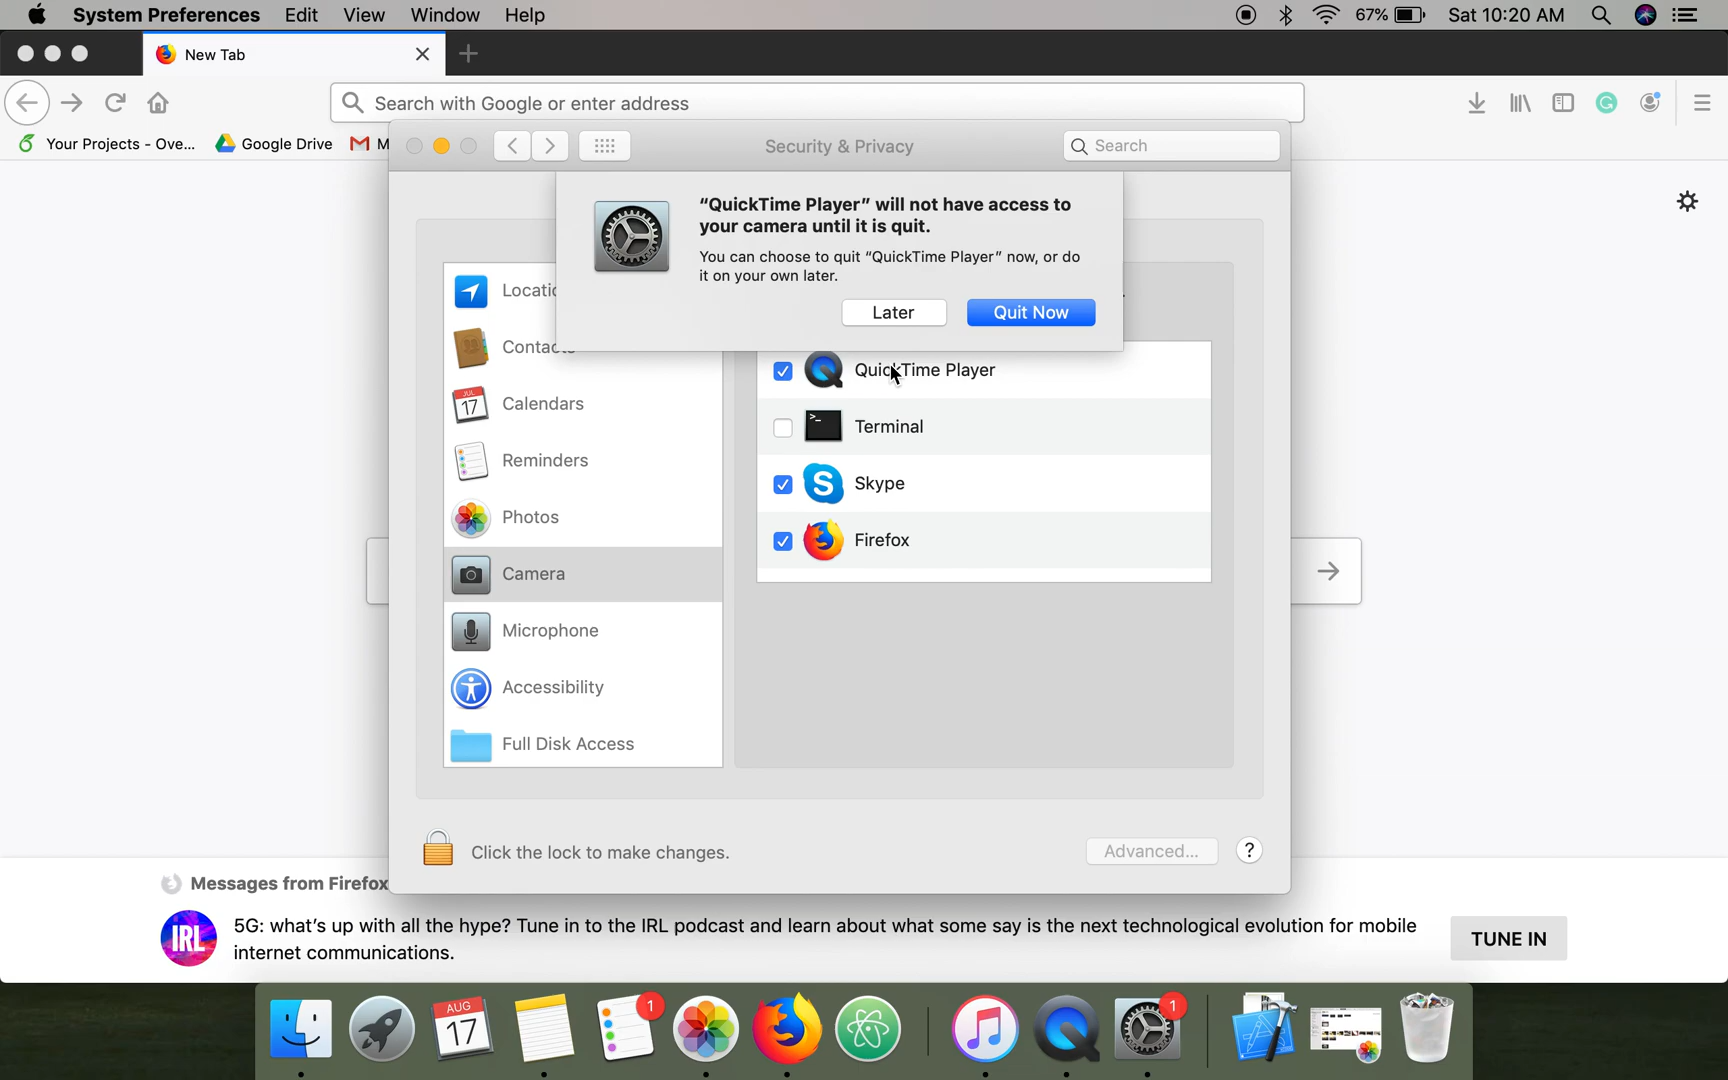 System Preferences Edit View Window Help 67% Sat 10:20 AM
New Tab
Search with Google or enter address
Your Projects - Ove... Google Drive M
Security & Privacy Search
“QuickTime Player” will not have access to
your camera until it is quit.
You can choose to quit “QuickTime Player” now, or do
it on your own later.
Later Quit Now
Contacts
QuickTime Player
Terminal
Skype
Firefox
Calendars
Reminders
Photos
Camera
Microphone
Accessibility
Full Disk Access
JUL
17
Click the lock to make changes.
Advanced... ?
Messages from Firefox
IRL
5G: what’s up with all the hype? Tune in to the IRL podcast and learn about what some say is the next technological evolution for mobile
internet communications.
TUNE IN
AUG
17
1
1